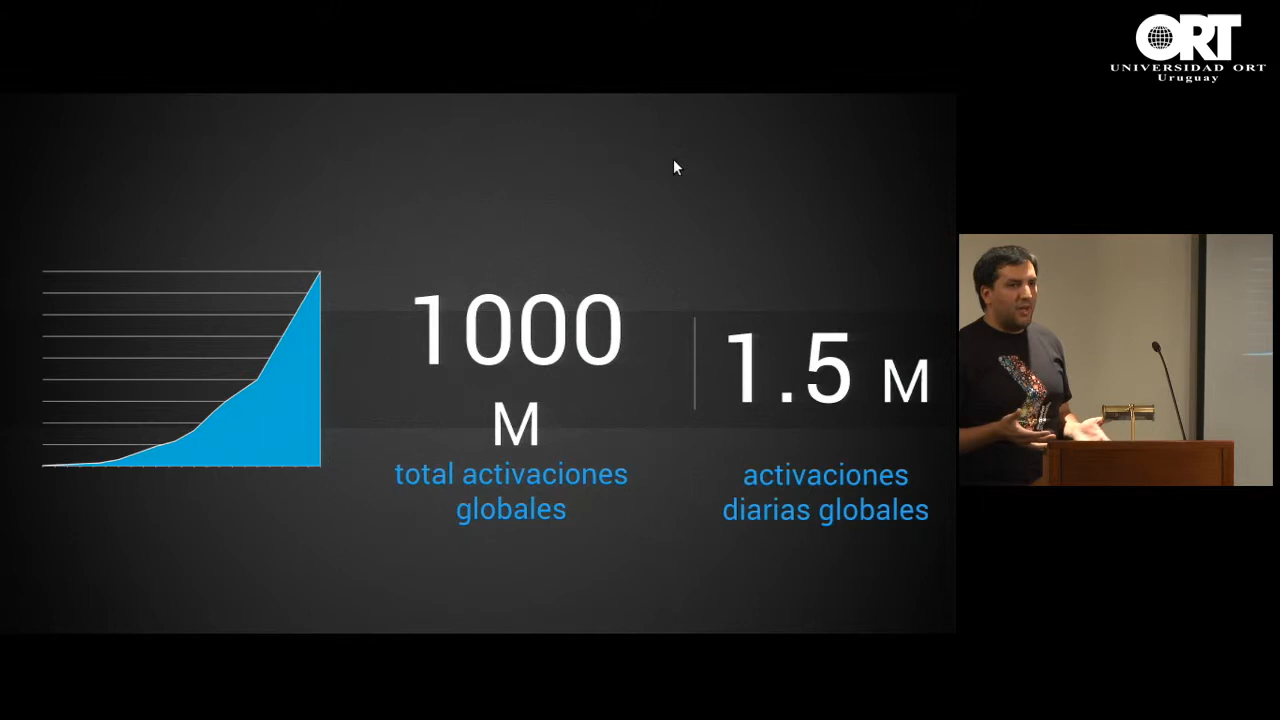 ORT
UNIVERSIDAD ORT
Uruguay
1000
M
total activaciones
globales
1.5 M
activaciones
diarias globales